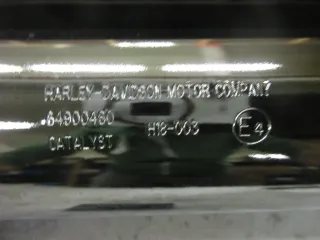 HARLEY-DAVIDSON MOTOR COMPANY
64900460 H18-003 E4
CATALYST